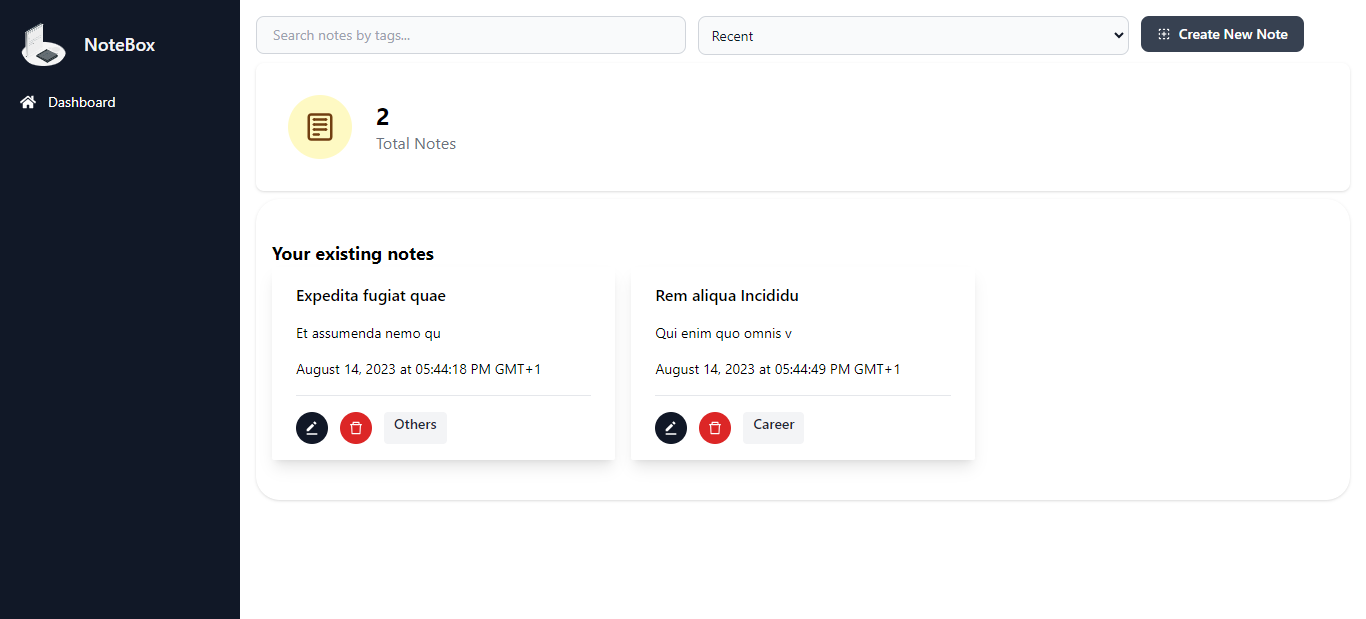 NoteBox
Dashboard
Search notes by tags...
Recent
Create New Note
2
Total Notes
Your existing notes
Expedita fugiat quae
Et assumenda nemo qu
August 14, 2023 at 05:44:18 PM GMT+1
Others
Rem aliqua Incididu
Qui enim quo omnis v
August 14, 2023 at 05:44:49 PM GMT+1
Career